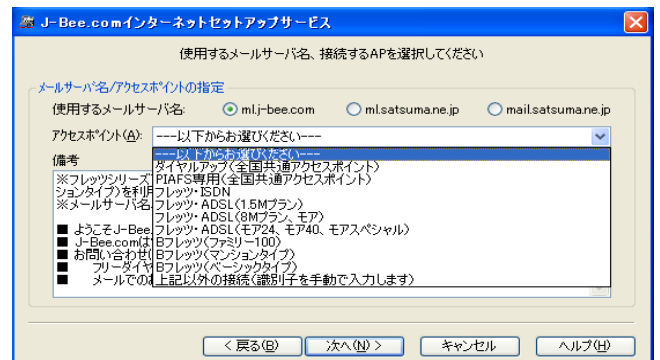 J-Bee.comインターネットセットアップサービス
使用するメールサーバ名、接続するAPを選択してください
メールサーバ名/アクセスポイントの指定
使用するメールサーバ名: ml.j-bee.com ml.satsuma.ne.jp mail.satsuma.ne.jp
アクセスポイント(A): ---以下からお選びください---
備考
---以下からお選びください---
ダイヤルアップ(全国共通アクセスポイント)
PIAFS専用(全国共通アクセスポイント)
フレッツ・ISDN
フレッツ・ADSL(1.5Mプラン)
フレッツ・ADSL(8Mプラン、モア)
フレッツ・ADSL(モア24、モア40、モアスペシャル)
Bフレッツ(ファミリー100)
Bフレッツ(マンションタイプ)
Bフレッツ(ベーシックタイプ)
上記以外の接続(識別子を手動で入力します)
※フレッツシリーズ
ションタイプ)を利用
※メールサーバ名
■ ようこそJ-Bee.
■ J-Bee.comは
■ お問い合わせ
■ フリーダイヤ
■ メールでの
< 戻る(B) 次へ(N) > キャンセル ヘルプ(H)